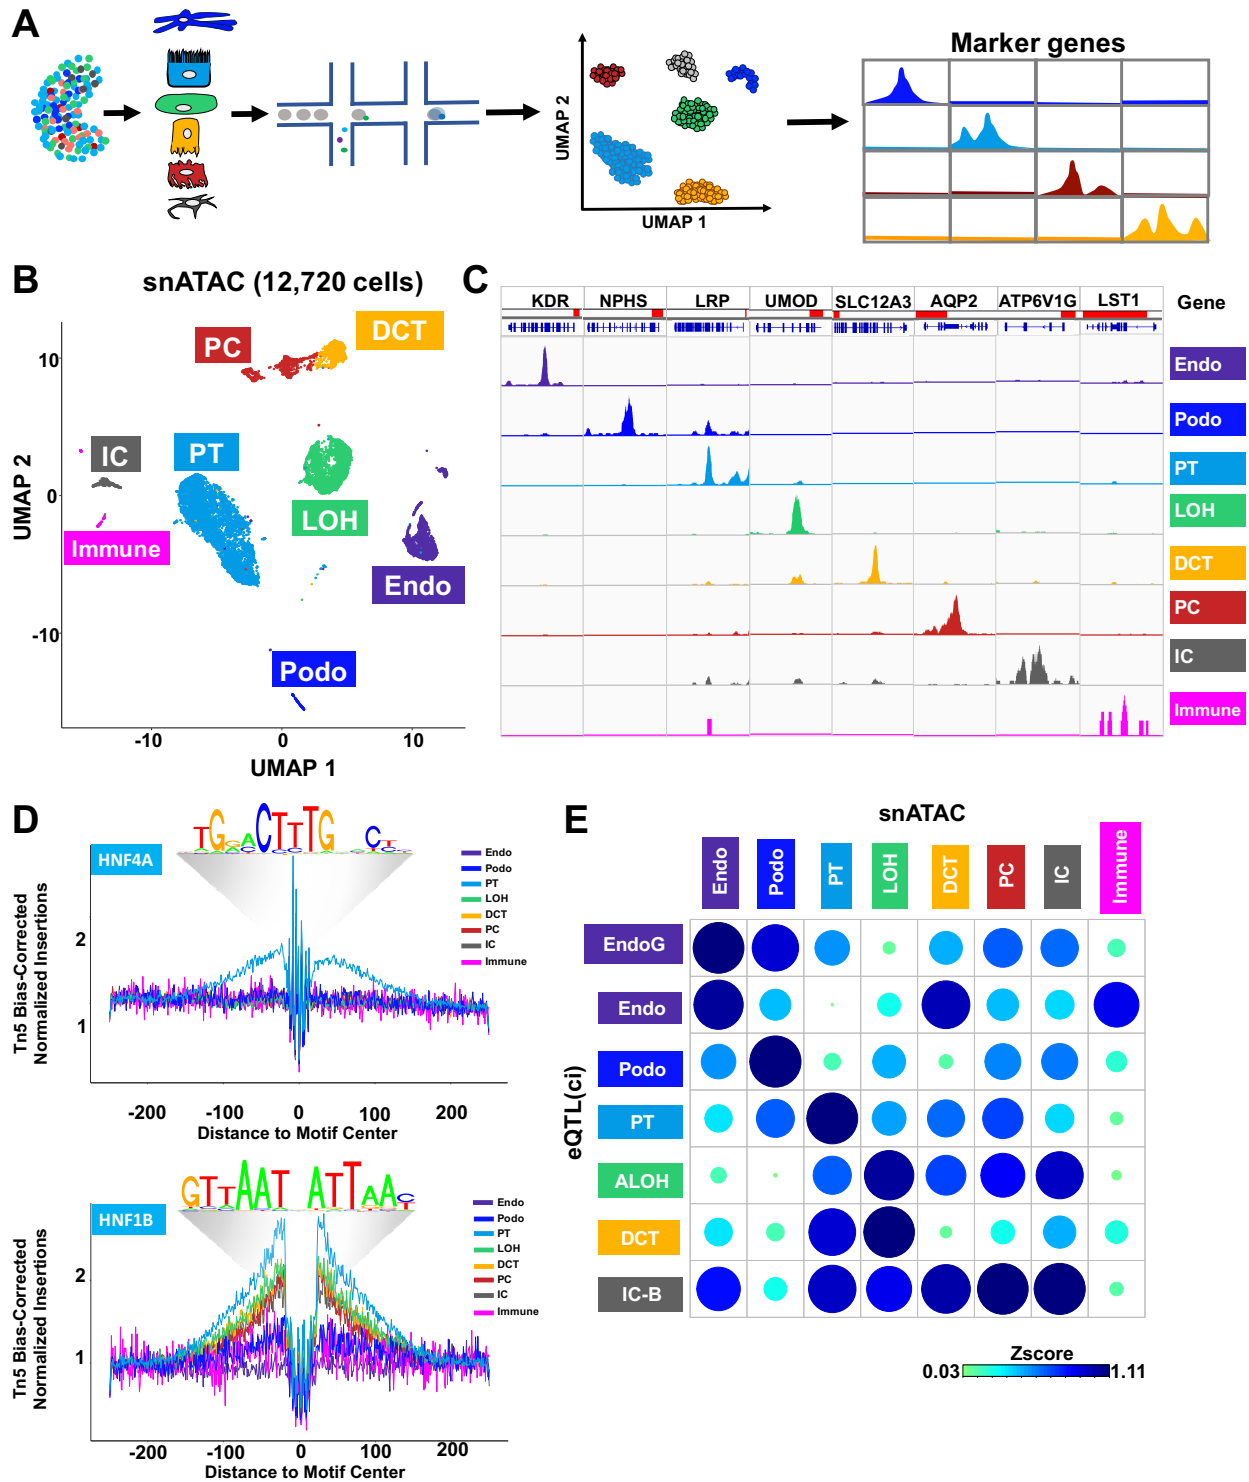 A
UMAP 2
UMAP 1
Marker genes
B
snATAC (12,720 cells)
UMAP 2
10
0
-10
-10
0
10
UMAP 1
PC
DCT
IC
PT
LOH
Immune
Endo
Podo
C
KDR NPHS LRP UMOD SLC12A3 AQP2 ATP6V1G LST1 Gene
Endo
Podo
PT
LOH
DCT
PC
IC
Immune
D
HNF4A
TGGACTTTG CT
Endo
Podo
PT
LOH
DCT
PC
IC
Immune
Tn5 Bias-Corrected
Normalized Insertions
2
1
-200 -100 0 100 200
Distance to Motif Center
HNF1B
GTTAAT ATTAAC
Endo
Podo
PT
LOH
DCT
PC
IC
Immune
Tn5 Bias-Corrected
Normalized Insertions
2
1
-200 -100 0 100 200
Distance to Motif Center
E
snATAC
Endo Podo PT LOH DCT PC IC Immune
eQTL(ci)
EndoG
Endo
Podo
PT
ALOH
DCT
IC-B
Zscore
0.03 1.11